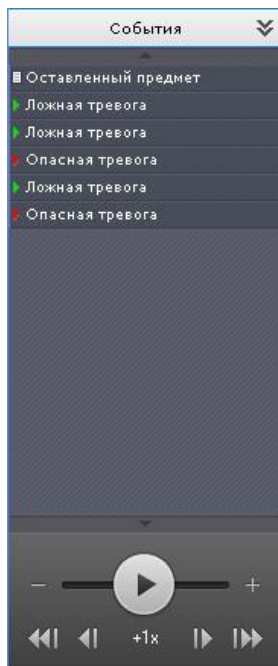 События
Оставленный предмет
Ложная тревога
Ложная тревога
Опасная тревога
Ложная тревога
Опасная тревога
− +
+1x